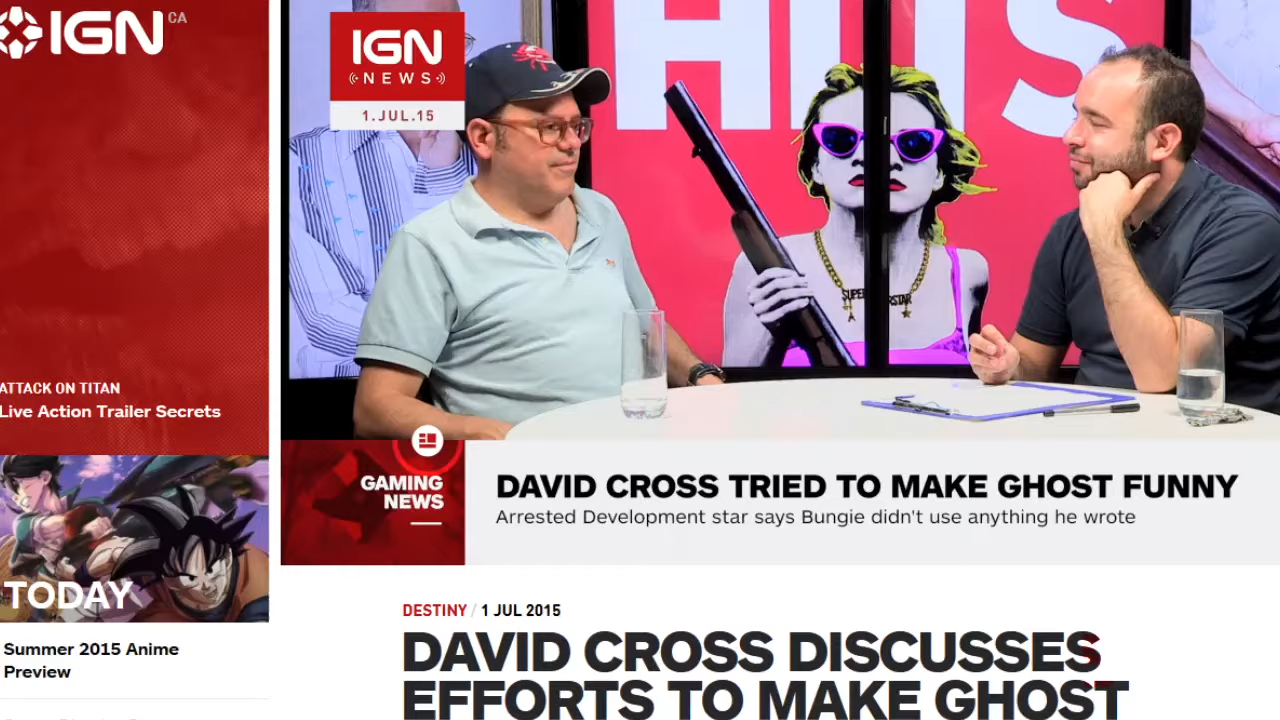 IGN CA
ATTACK ON TITAN
Live Action Trailer Secrets
TODAY
Summer 2015 Anime
Preview
IGN
NEWS
1.JUL.15
HITS
SUPERSTAR
GAMING
NEWS
DAVID CROSS TRIED TO MAKE GHOST FUNNY
Arrested Development star says Bungie didn't use anything he wrote
DESTINY / 1 JUL 2015
DAVID CROSS DISCUSSES
EFFORTS TO MAKE GHOST